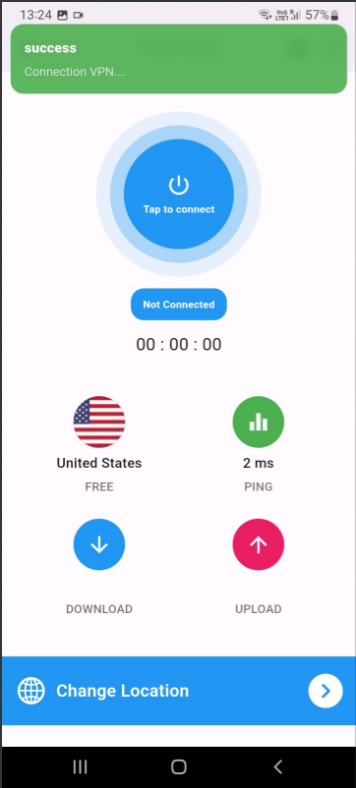 13:24 57%
success
Connection VPN....
Tap to connect
Not Connected
00 : 00 : 00
United States 2 ms
FREE PING
DOWNLOAD UPLOAD
Change Location